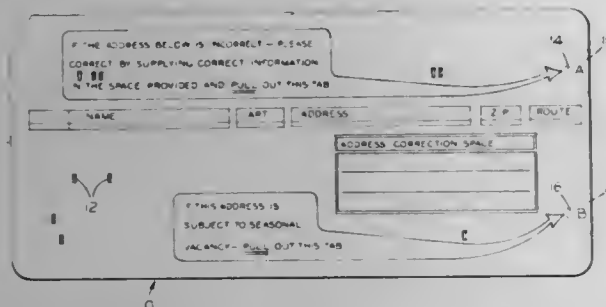 IF THE ADDRESS BELOW IS INCORRECT - PLEASE
CORRECT BY SUPPLYING CORRECT INFORMATION
IN THE SPACE PROVIDED AND PULL OUT THIS TAB
14
A
NAME
APT
ADDRESS
ZIP
ROUTE
ADDRESS CORRECTION SPACE
12
IF THIS ADDRESS IS
SUBJECT TO SEASONAL
VACANCY- PULL OUT THIS TAB
16
B